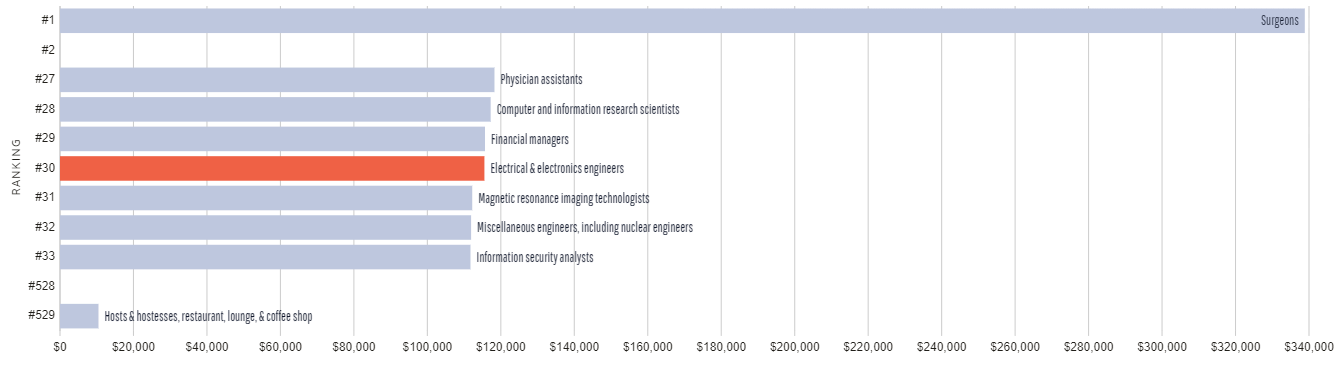 #1 Surgeons
#2
#27 Physician assistants
#28 Computer and information research scientists
#29 Financial managers
RANKING
#30 Electrical & electronics engineers
#31 Magnetic resonance imaging technologists
#32 Miscellaneous engineers, including nuclear engineers
#33 Information security analysts
#528
#529 Hosts & hostesses, restaurant, lounge, & coffee shop
$0 $20,000 $40,000 $60,000 $80,000 $100,000 $120,000 $140,000 $160,000 $180,000 $200,000 $220,000 $240,000 $260,000 $280,000 $300,000 $320,000 $340,000